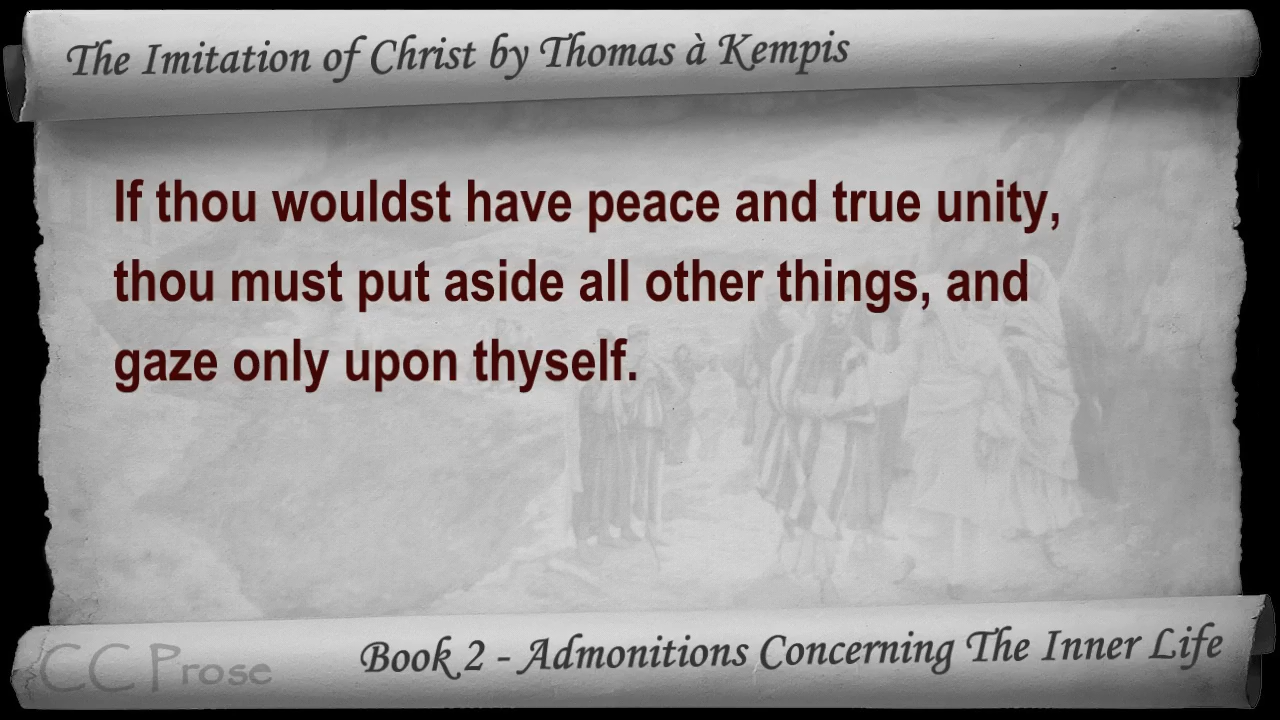 The Imitation of Christ by Thomas à Kempis
If thou wouldst have peace and true unity,
thou must put aside all other things, and
gaze only upon thyself.
Book 2 - Admonitions Concerning The Inner Life
CC Prose